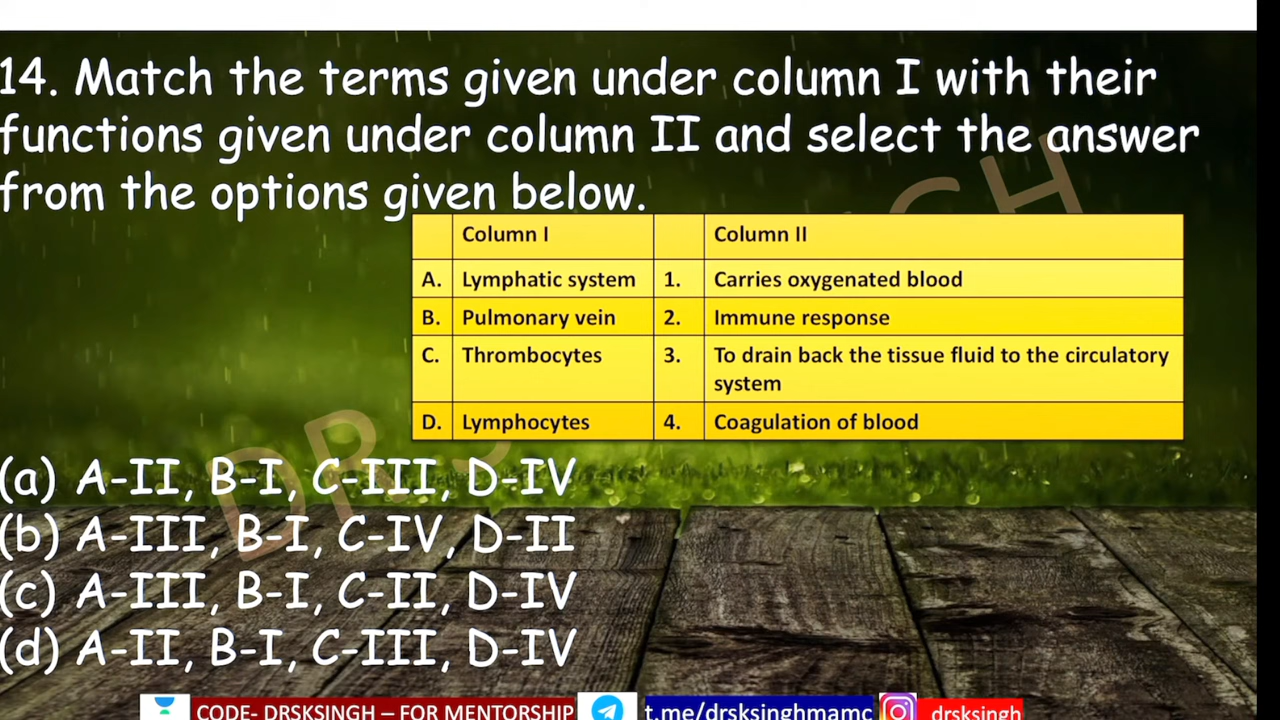 14. Match the terms given under column I with their
functions given under column II and select the answer
from the options given below.
Column I Column II
A. Lymphatic system 1. Carries oxygenated blood
B. Pulmonary vein 2. Immune response
C. Thrombocytes 3. To drain back the tissue fluid to the circulatory
system
D. Lymphocytes 4. Coagulation of blood
(a) A-II, B-I, C-III, D-IV
(b) A-III, B-I, C-IV, D-II
(c) A-III, B-I, C-II, D-IV
(d) A-II, B-I, C-III, D-IV
CODE- DRSKSINGH – FOR MENTORSHIP t.me/drsksinghmamc drsksingh